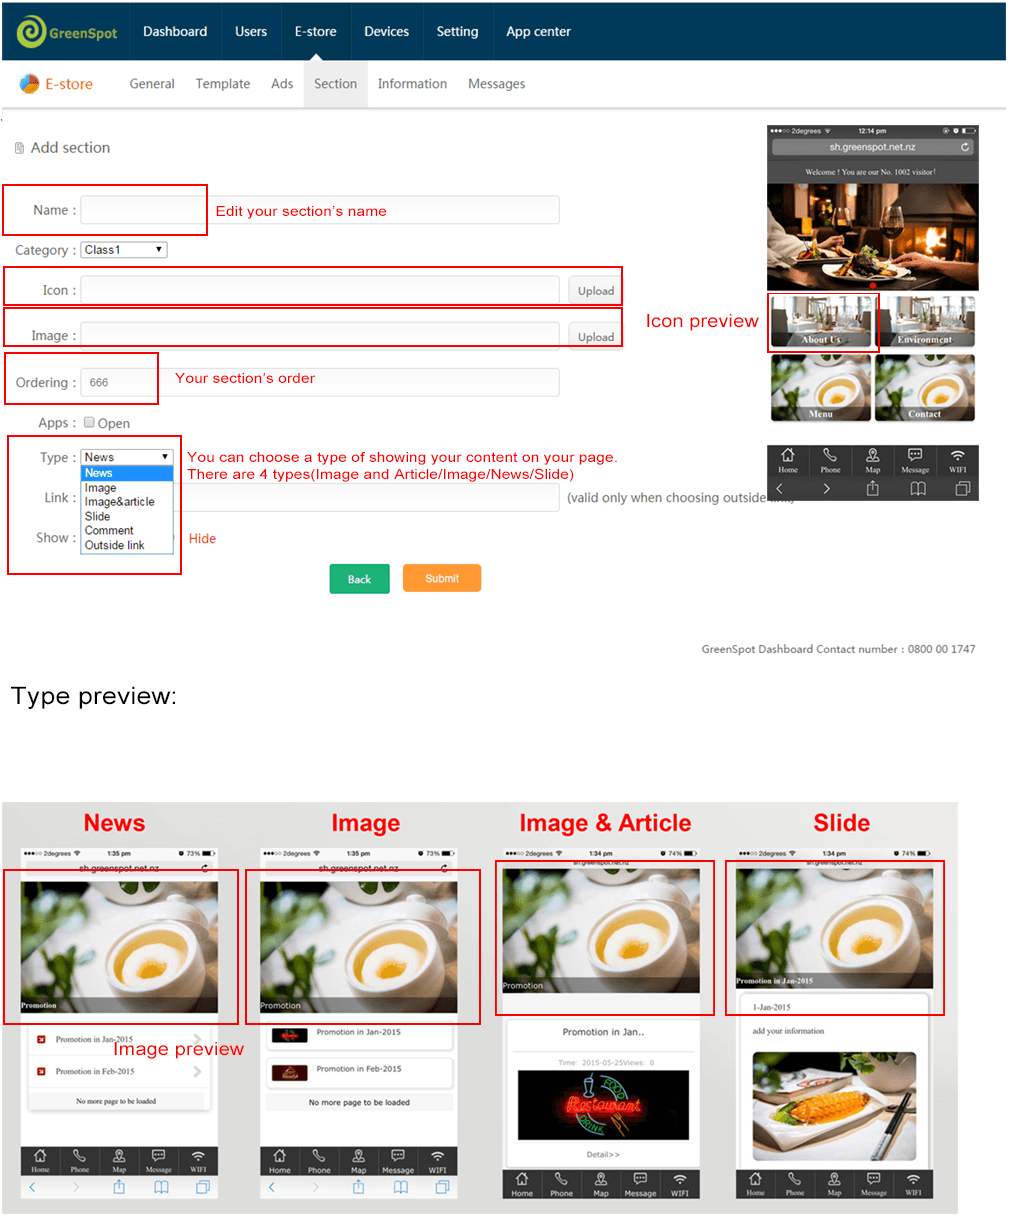 GreenSpot Dashboard Users E-store Devices Setting App center
E-store General Template Ads Section Information Messages
Add section
Name : Edit your section's name
Category : Class1
Icon : Upload
Image : Upload
Ordering : 666 Your section's order
Apps : Open
Type : News
You can choose a type of showing your content on your page.
There are 4 types(Image and Article/Image/News/Slide)
News
Image
Image&article
Slide
Comment
Outside link
Link : (valid only when choosing outside link)
Show : Hide
Back Submit
Icon preview
2degrees 12:14 pm
sh.greenspot.net.nz
Welcome ! You are our No. 1002 visitor!
About Us Environment
Menu Contact
Home Phone Map Message WIFI
GreenSpot Dashboard Contact number : 0800 00 1747
Type preview:
News Image Image & Article Slide
2degrees 1:35 pm 73%
sh.greenspot.net.nz
Promotion
Promotion in Jan-2015
Image preview
Promotion in Feb-2015
No more page to be loaded
Home Phone Map Message WIFI
2degrees 1:35 pm 73%
sh.greenspot.net.nz
Promotion
Promotion in Jan-2015
Promotion in Feb-2015
No more page to be loaded
Home Phone Map Message WIFI
2degrees 1:34 pm 74%
sh.greenspot.net.nz
Promotion
Promotion in Jan..
Time: 2015-05-25Views: 0
FOOD
Restaurant
DRINK
Detail>>
Home Phone Map Message WIFI
2degrees 1:34 pm 74%
sh.greenspot.net.nz
Promotion in Jan-2015
1-Jan-2015
add your information
Home Phone Map Message WIFI